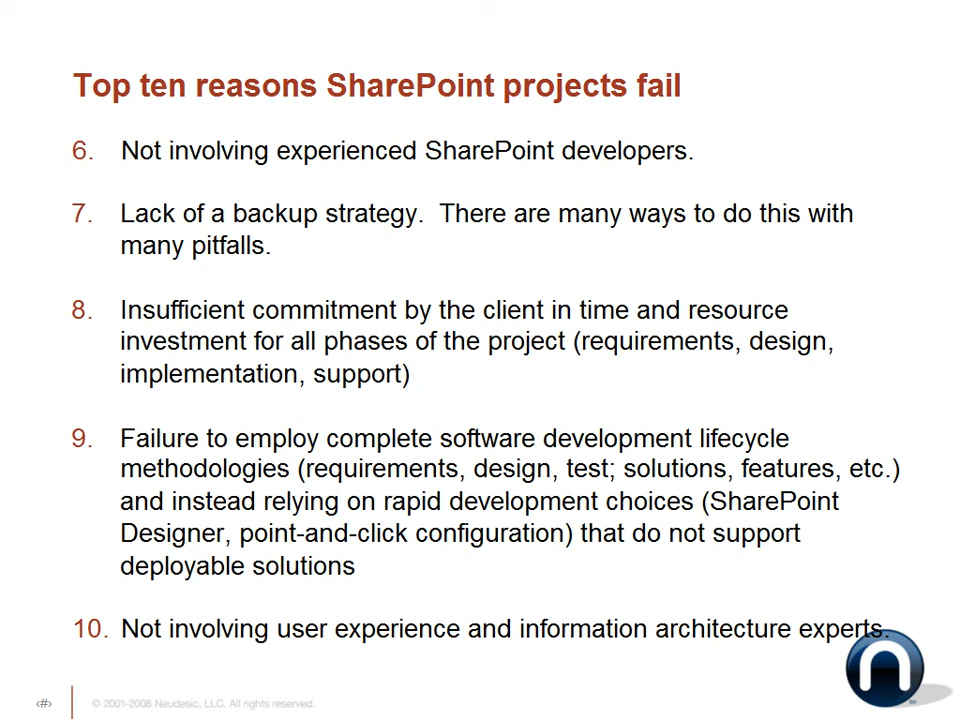 Top ten reasons SharePoint projects fail
6. Not involving experienced SharePoint developers.
7. Lack of a backup strategy.  There are many ways to do this with
many pitfalls.
8. Insufficient commitment by the client in time and resource
investment for all phases of the project (requirements, design,
implementation, support)
9. Failure to employ complete software development lifecycle
methodologies (requirements, design, test; solutions, features, etc.)
and instead relying on rapid development choices (SharePoint
Designer, point-and-click configuration) that do not support
deployable solutions
10. Not involving user experience and information architecture experts.
‹#› © 2001-2008 Neudesic, LLC. All rights reserved.
n